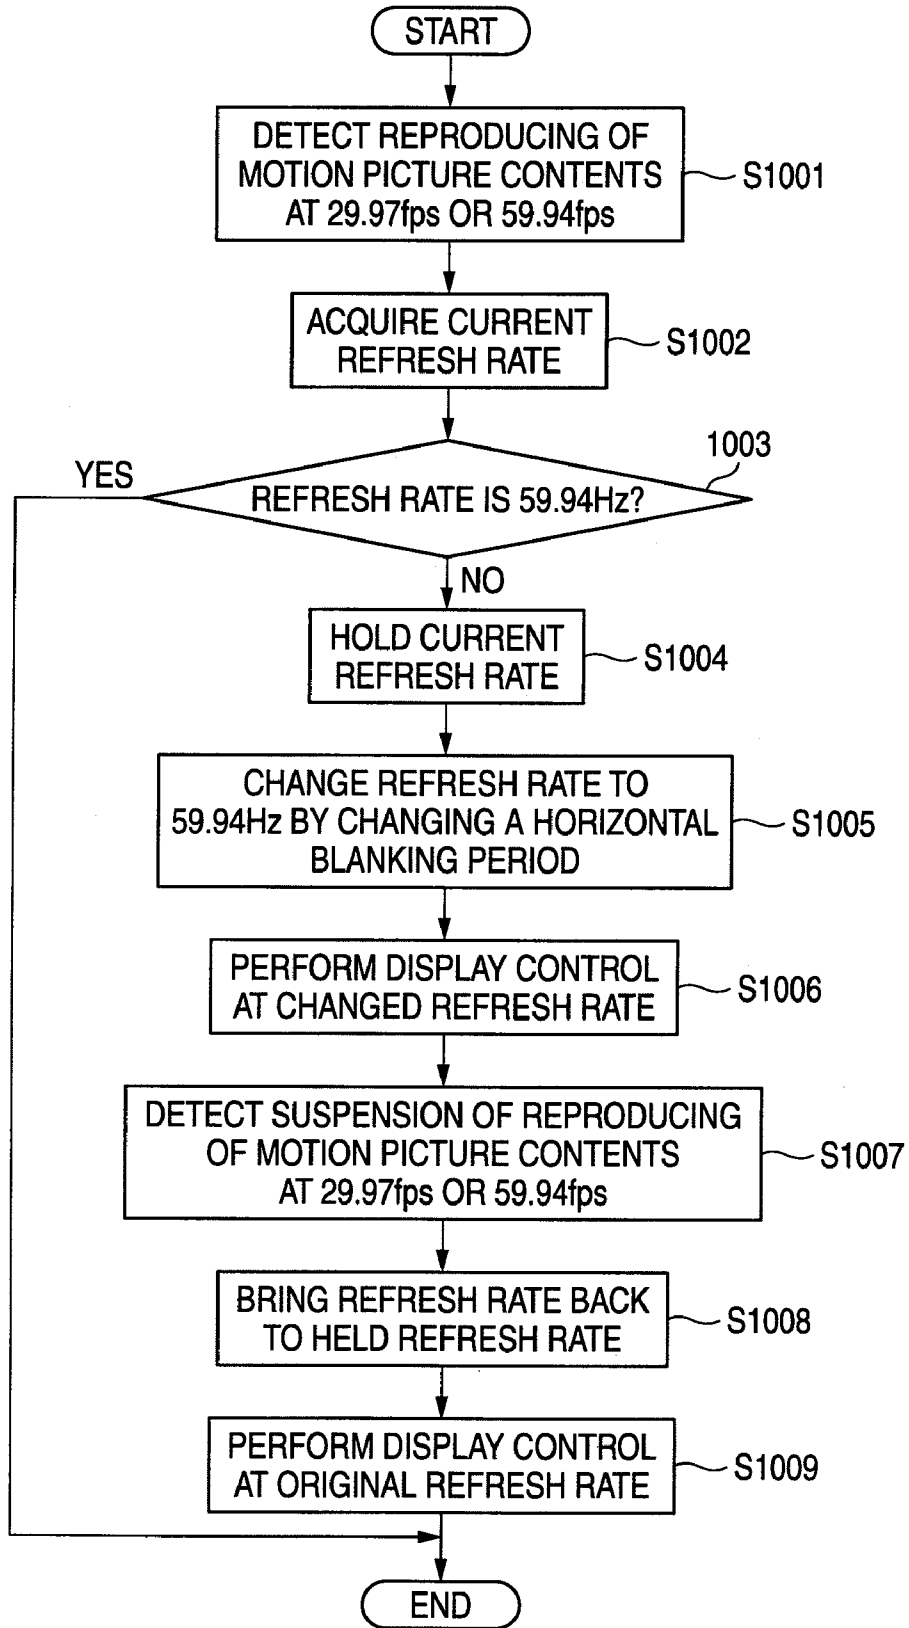 START
DETECT REPRODUCING OF
MOTION PICTURE CONTENTS
AT 29.97fps OR 59.94fps
S1001
ACQUIRE CURRENT
REFRESH RATE
S1002
1003
YES
REFRESH RATE IS 59.94Hz?
NO
HOLD CURRENT
REFRESH RATE
S1004
CHANGE REFRESH RATE TO
59.94Hz BY CHANGING A HORIZONTAL
BLANKING PERIOD
S1005
PERFORM DISPLAY CONTROL
AT CHANGED REFRESH RATE
S1006
DETECT SUSPENSION OF REPRODUCING
OF MOTION PICTURE CONTENTS
AT 29.97fps OR 59.94fps
S1007
BRING REFRESH RATE BACK
TO HELD REFRESH RATE
S1008
PERFORM DISPLAY CONTROL
AT ORIGINAL REFRESH RATE
S1009
END